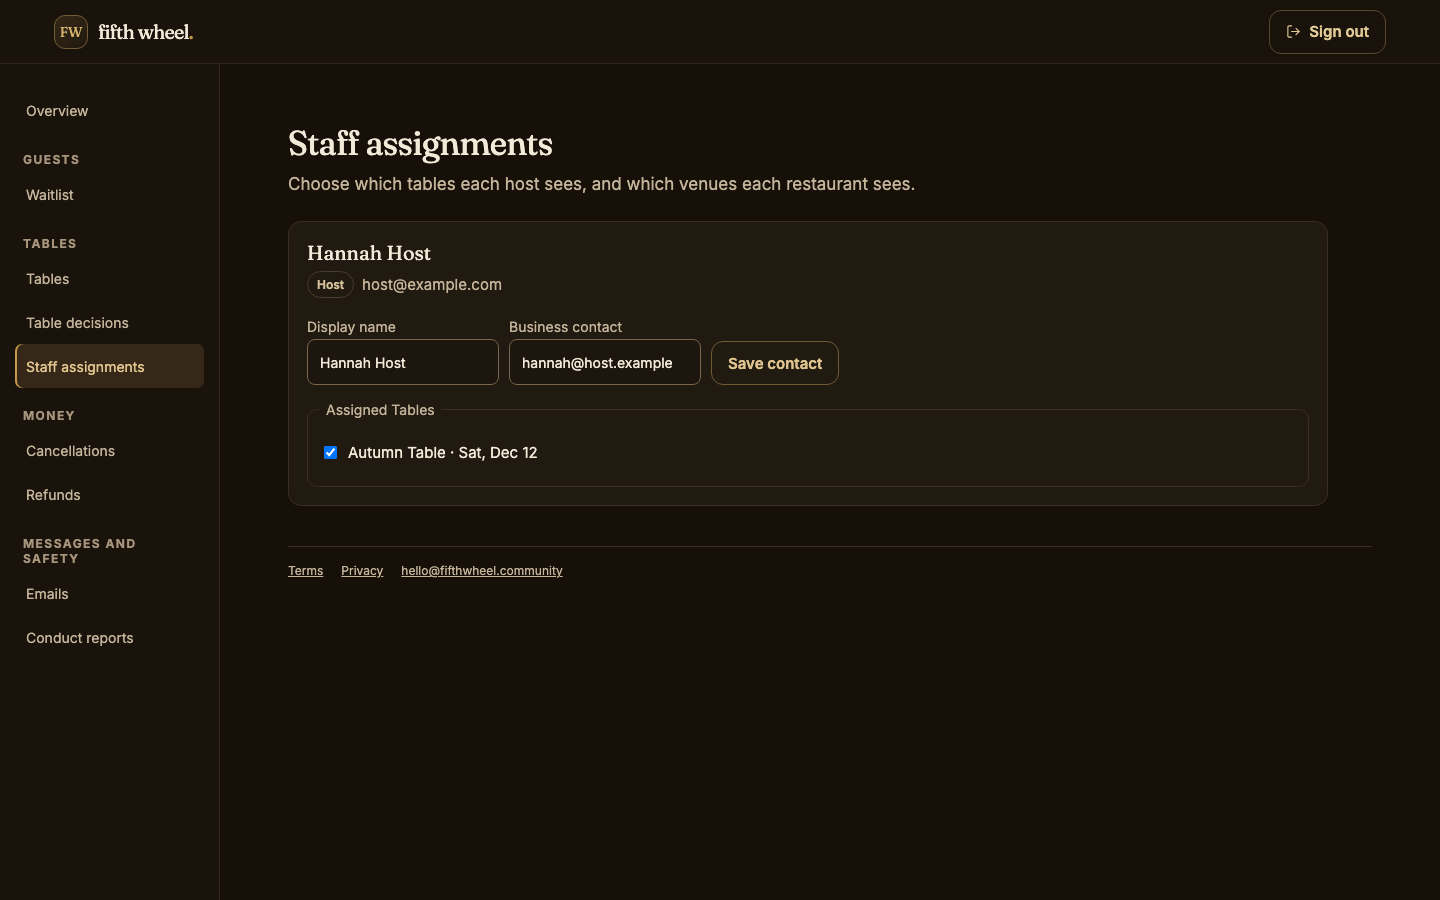 FW fifth wheel.
Sign out
Overview
GUESTS
Waitlist
TABLES
Tables
Table decisions
Staff assignments
MONEY
Cancellations
Refunds
MESSAGES AND
SAFETY
Emails
Conduct reports
Staff assignments
Choose which tables each host sees, and which venues each restaurant sees.
Hannah Host
Host host@example.com
Display name Business contact
Hannah Host hannah@host.example Save contact
Assigned Tables
Autumn Table · Sat, Dec 12
Terms Privacy hello@fifthwheel.community